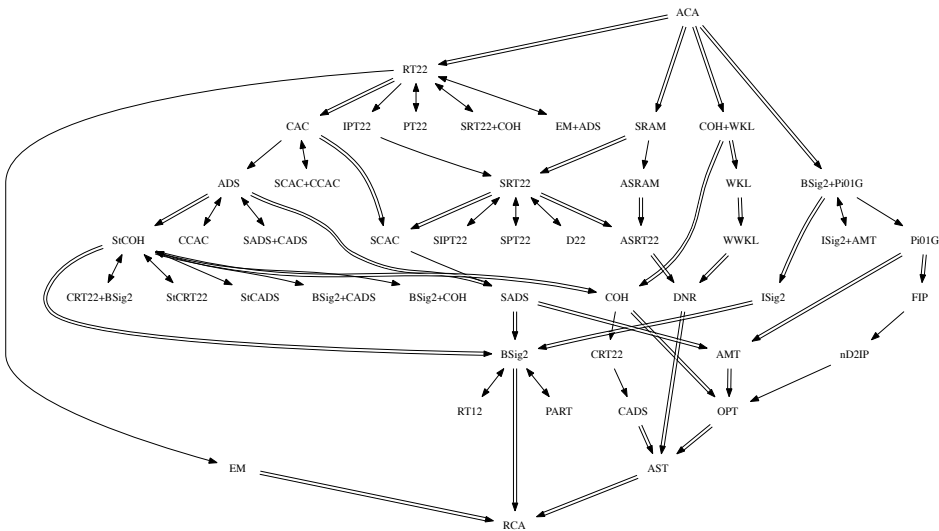 ACA
RT22
CAC IPT22 PT22 SRT22+COH EM+ADS SRAM COH+WKL
ADS SCAC+CCAC SRT22 ASRAM WKL BSig2+Pi01G
StCOH CCAC SADS+CADS SCAC SIPT22 SPT22 D22 ASRT22 WWKL ISig2+AMT Pi01G
CRT22+BSig2 StCRT22 StCADS BSig2+CADS BSig2+COH SADS COH DNR ISig2 FIP
BSig2 CRT22 AMT nD2IP
RT12 PART CADS OPT
EM AST
RCA